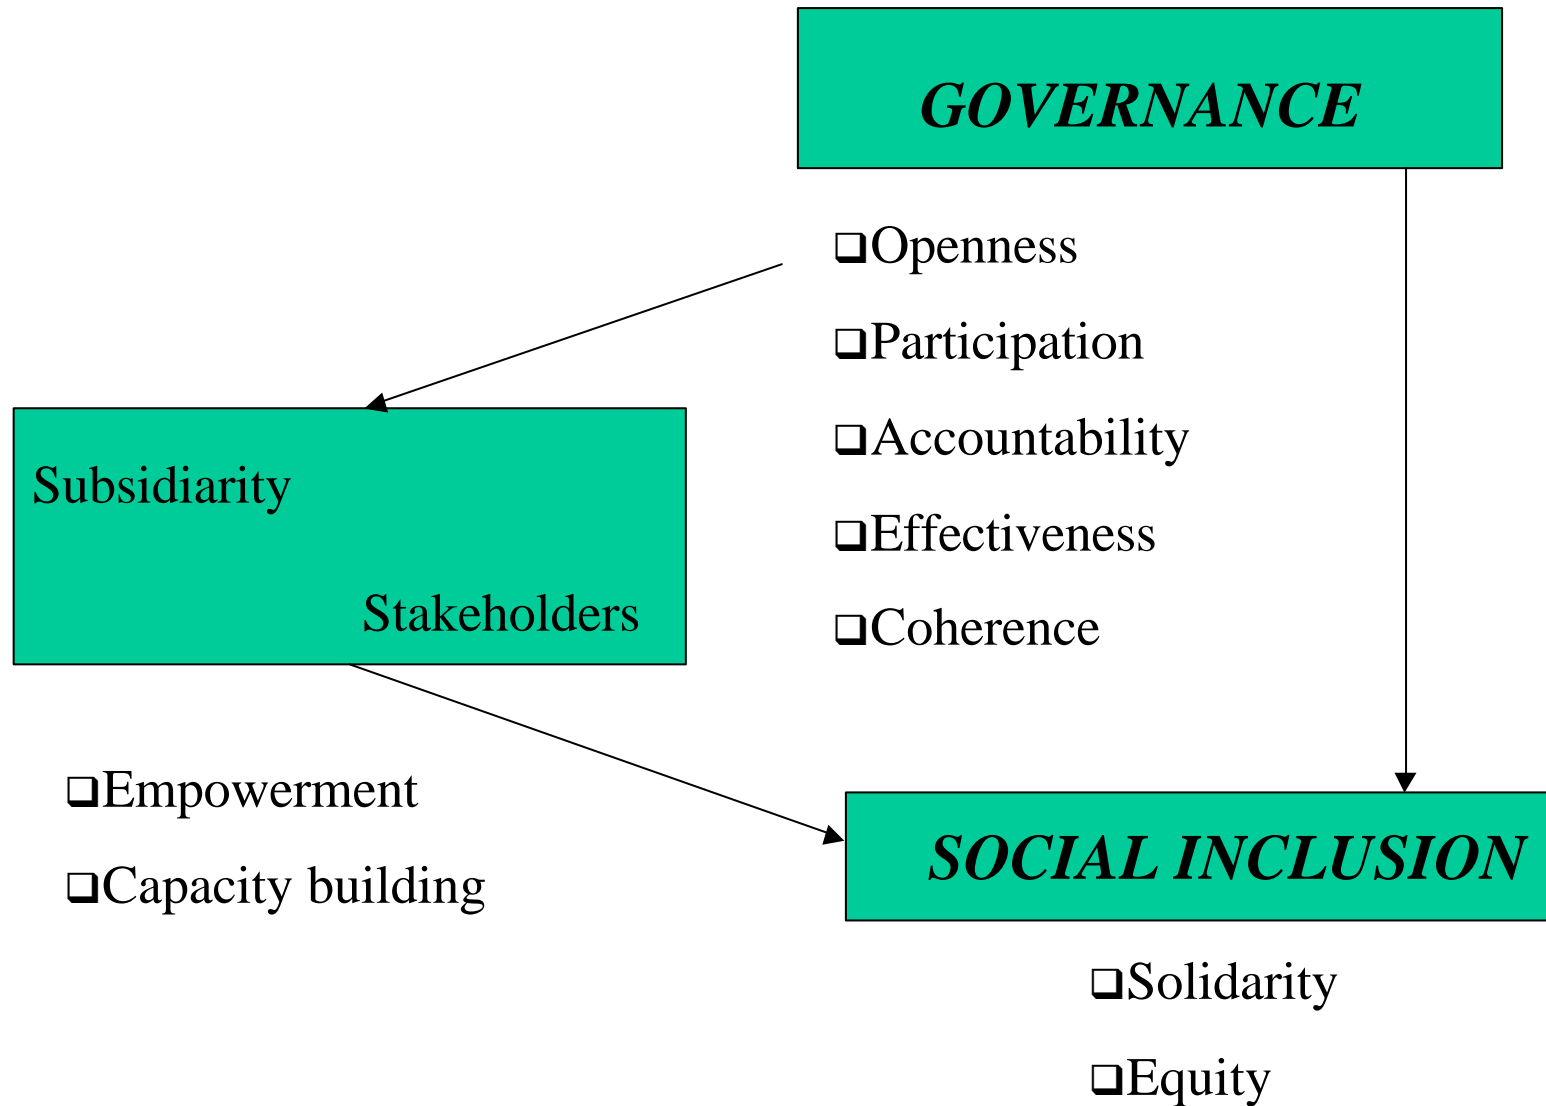 GOVERNANCE
❑Openness
❑Participation
❑Accountability
❑Effectiveness
❑Coherence
Subsidiarity
Stakeholders
❑Empowerment
❑Capacity building
SOCIAL INCLUSION
❑Solidarity
❑Equity